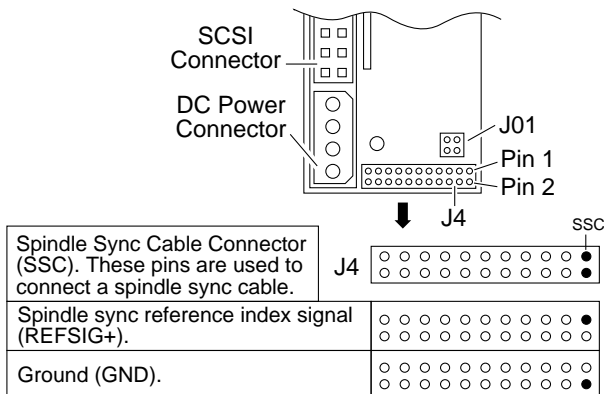 SCSI
Connector
DC Power
Connector
J01
Pin 1
Pin 2
J4
SSC
Spindle Sync Cable Connector
(SSC). These pins are used to
connect a spindle sync cable.
J4
Spindle sync reference index signal
(REFSIG+).
Ground (GND).